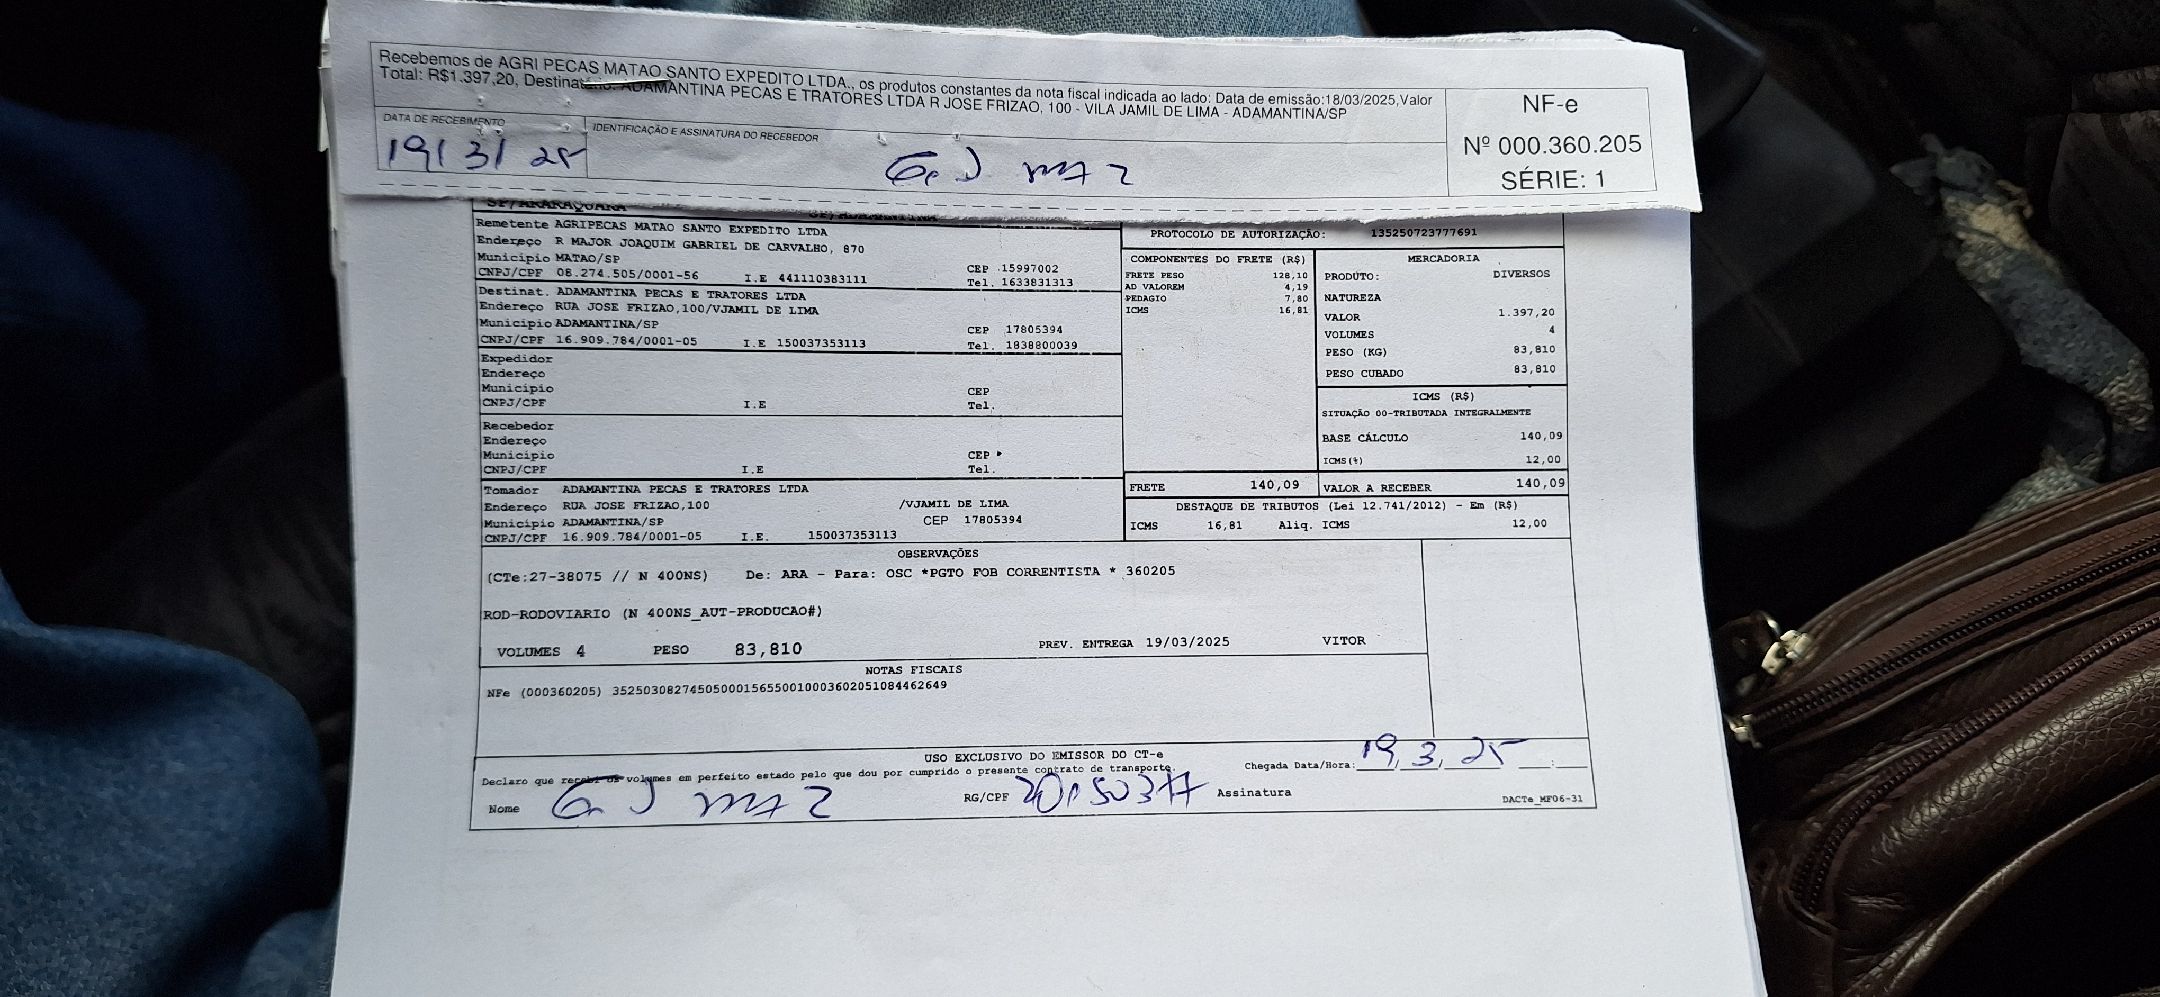 Recebemos de AGRI PECAS MATAO SANTO EXPEDITO LTDA., os produtos constantes da nota fiscal indicada ao lado: Data de emissão:18/03/2025,Valor
Total: R$1.397,20, Destinatário: ADAMANTINA PECAS E TRATORES LTDA R JOSE FRIZAO, 100 - VILA JAMIL DE LIMA - ADAMANTINA/SP
DATA DE RECEBIMENTO
IDENTIFICAÇÃO E ASSINATURA DO RECEBEDOR
19/3/25
NF-e
Nº 000.360.205
SÉRIE: 1
SP/ARARAQUARA SP/ADAMANTINA
Remetente AGRIPECAS MATAO SANTO EXPEDITO LTDA
Endereço R MAJOR JOAQUIM GABRIEL DE CARVALHO, 870
Municipio MATAO/SP CEP 15997002
CNPJ/CPF 08.274.505/0001-56 I.E 441110383111 Tel. 1633831313
Destinat. ADAMANTINA PECAS E TRATORES LTDA
Endereço RUA JOSE FRIZAO,100/VJAMIL DE LIMA
Municipio ADAMANTINA/SP CEP 17805394
CNPJ/CPF 16.909.784/0001-05 I.E 150037353113 Tel. 1838800039
Expedidor
Endereço
Municipio CEP
CNPJ/CPF I.E Tel.
Recebedor
Endereço
Municipio CEP
CNPJ/CPF I.E Tel.
Tomador ADAMANTINA PECAS E TRATORES LTDA
Endereço RUA JOSE FRIZAO,100 /VJAMIL DE LIMA
Municipio ADAMANTINA/SP CEP 17805394
CNPJ/CPF 16.909.784/0001-05 I.E. 150037353113
PROTOCOLO DE AUTORIZAÇÃO: 135250723777691
COMPONENTES DO FRETE (R$)
FRETE PESO 128,10
AD VALOREM 4,19
PEDAGIO 7,80
ICMS 16,81
MERCADORIA
PRODUTO: DIVERSOS
NATUREZA
VALOR 1.397,20
VOLUMES 4
PESO (KG) 83,810
PESO CUBADO 83,810
ICMS (R$)
SITUAÇÃO 00-TRIBUTADA INTEGRALMENTE
BASE CÁLCULO 140,09
ICMS(%) 12,00
FRETE 140,09 VALOR A RECEBER 140,09
DESTAQUE DE TRIBUTOS (Lei 12.741/2012) - Em (R$)
ICMS 16,81 Aliq. ICMS 12,00
OBSERVAÇÕES
(CTe:27-38075 // N 400NS) De: ARA - Para: OSC *PGTO FOB CORRENTISTA * 360205
ROD-RODOVIARIO (N 400NS_AUT-PRODUCAO#)
VOLUMES 4 PESO 83,810 PREV. ENTREGA 19/03/2025 VITOR
NOTAS FISCAIS
NFe (000360205) 35250308274505000156550010003602051084462649
USO EXCLUSIVO DO EMISSOR DO CT-e
Declaro que recebi os volumes em perfeito estado pelo que dou por cumprido o presente contrato de transporte. Chegada Data/Hora: 19/3/25 __:__
Nome RG/CPF Assinatura
DACTe_MF06-31